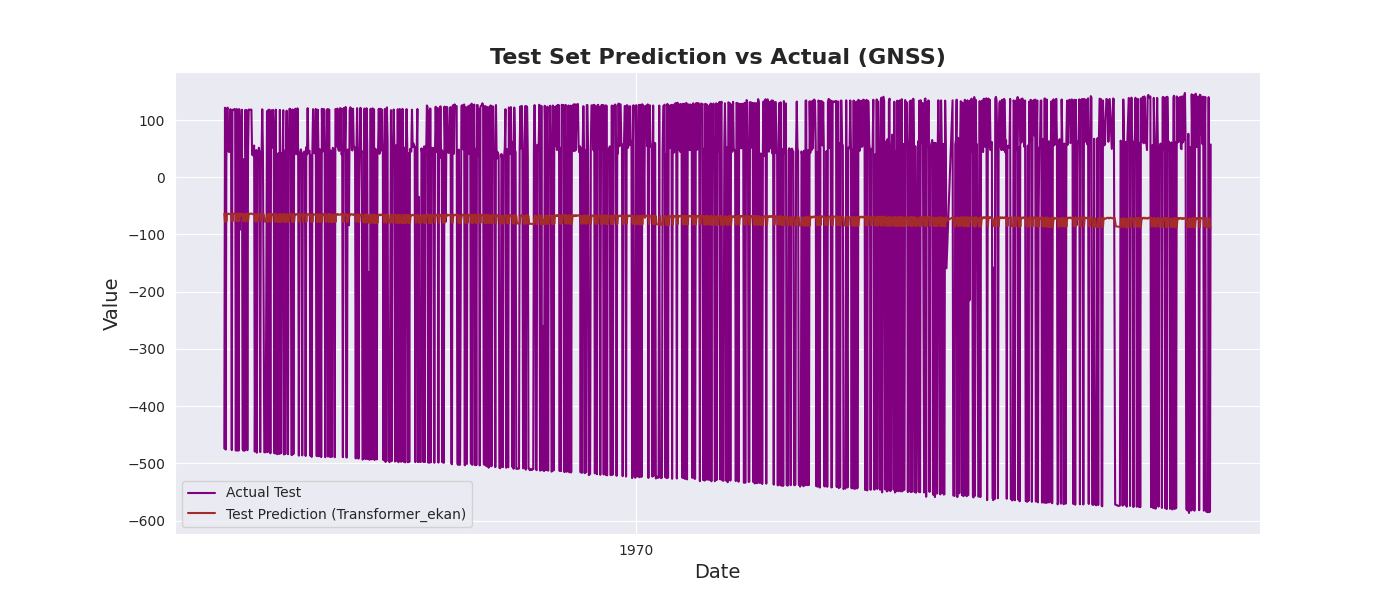 Test Set Prediction vs Actual (GNSS)
Value
100
0
−100
−200
−300
−400
−500
−600
Actual Test
Test Prediction (Transformer_ekan)
1970
Date